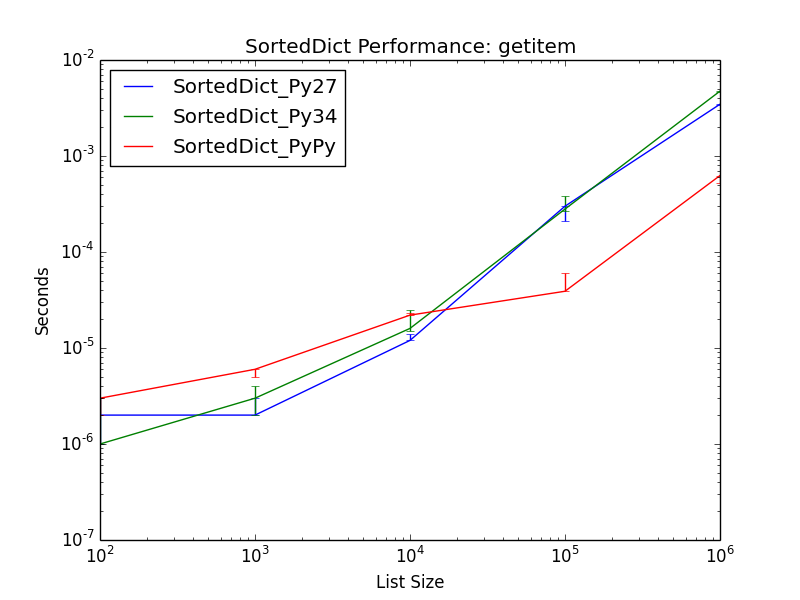 SortedDict Performance: getitem
SortedDict_Py27
SortedDict_Py34
SortedDict_PyPy
10^-2
10^-3
10^-4
10^-5
10^-6
10^-7
Seconds
10^2
10^3
10^4
10^5
10^6
List Size